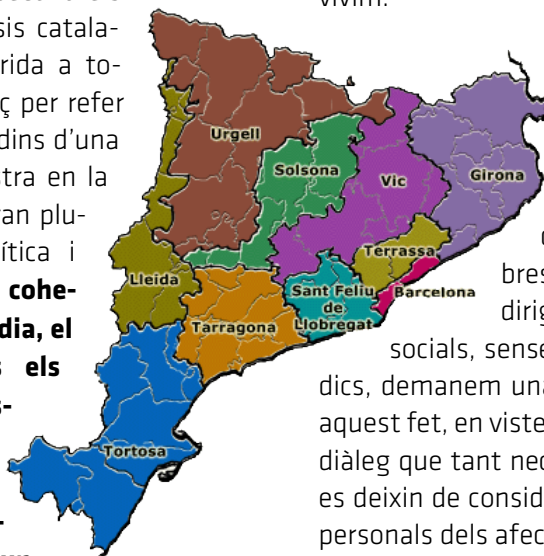 sis catala-
rida a to-
ç per refer
dins d'una
stra en la
ran plu-
ítica i
cohe-
dia, el
els
s-
vivim.
Urgell
Solsona
Vic
Girona
Terrassa
Lleida
Sant Feliu
de
Llobregat
Barcelona
Tarragona
Tortosa
bres
dirig
socials, sense
dics, demanem una
aquest fet, en viste
diàleg que tant nec
es deixin de consid
personals dels afec